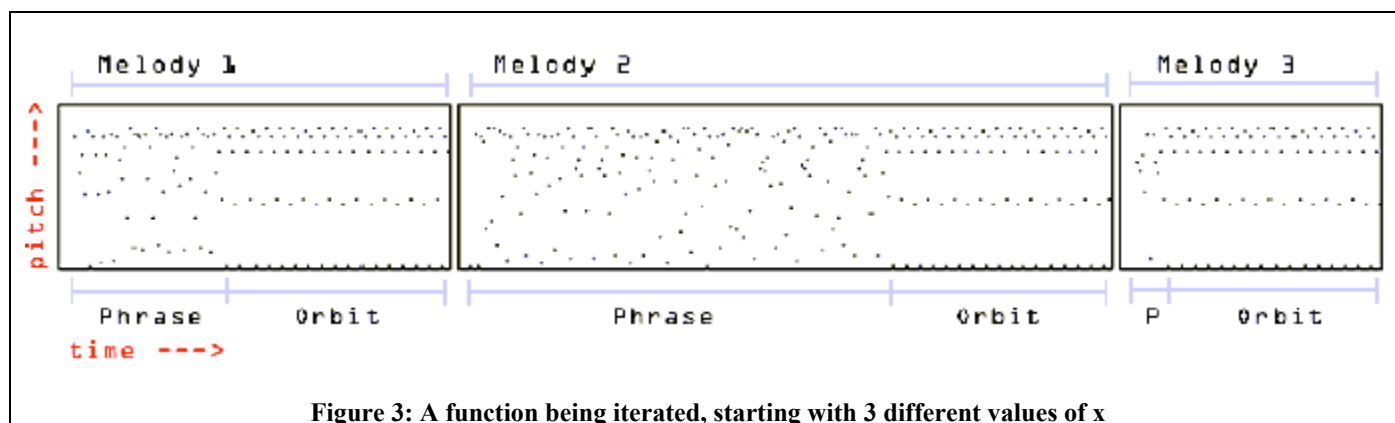 Melody 1 Melody 2 Melody 3
pitch --->
Phrase Orbit Phrase Orbit P Orbit
time --->
Figure 3: A function being iterated, starting with 3 different values of x